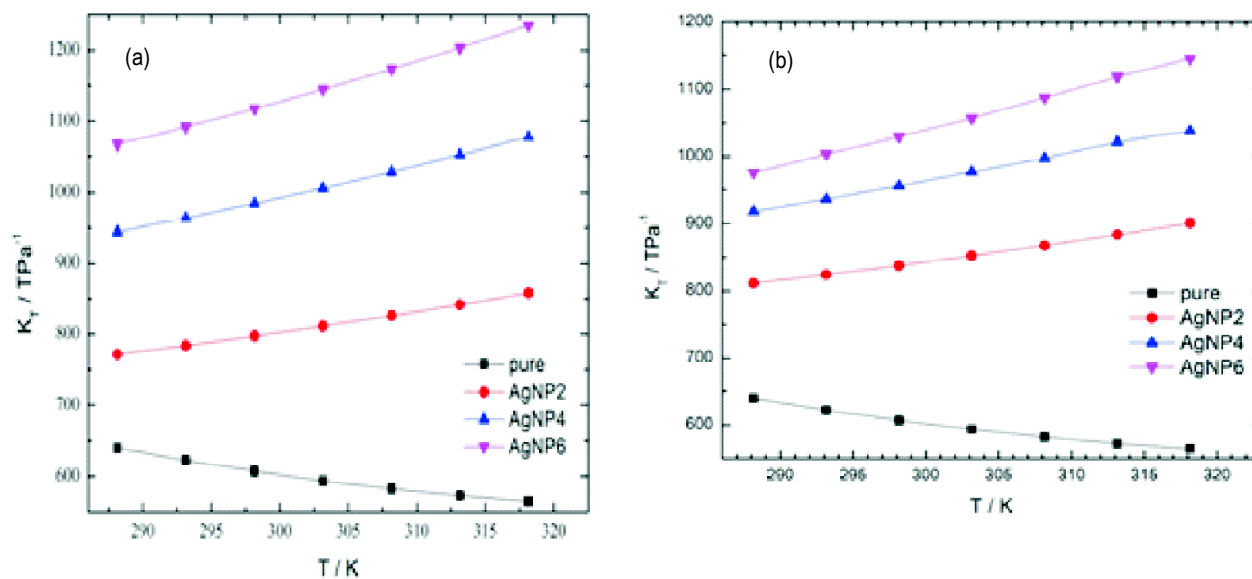 (a)
1200
1100
1000
900
800
700
600
K_T / TPa⁻¹
pure
AgNP2
AgNP4
AgNP6
290 295 300 305 310 315 320
T / K
(b)
1200
1100
1000
900
800
700
600
K_T / TPa⁻¹
pure
AgNP2
AgNP4
AgNP6
290 295 300 305 310 315 320
T / K